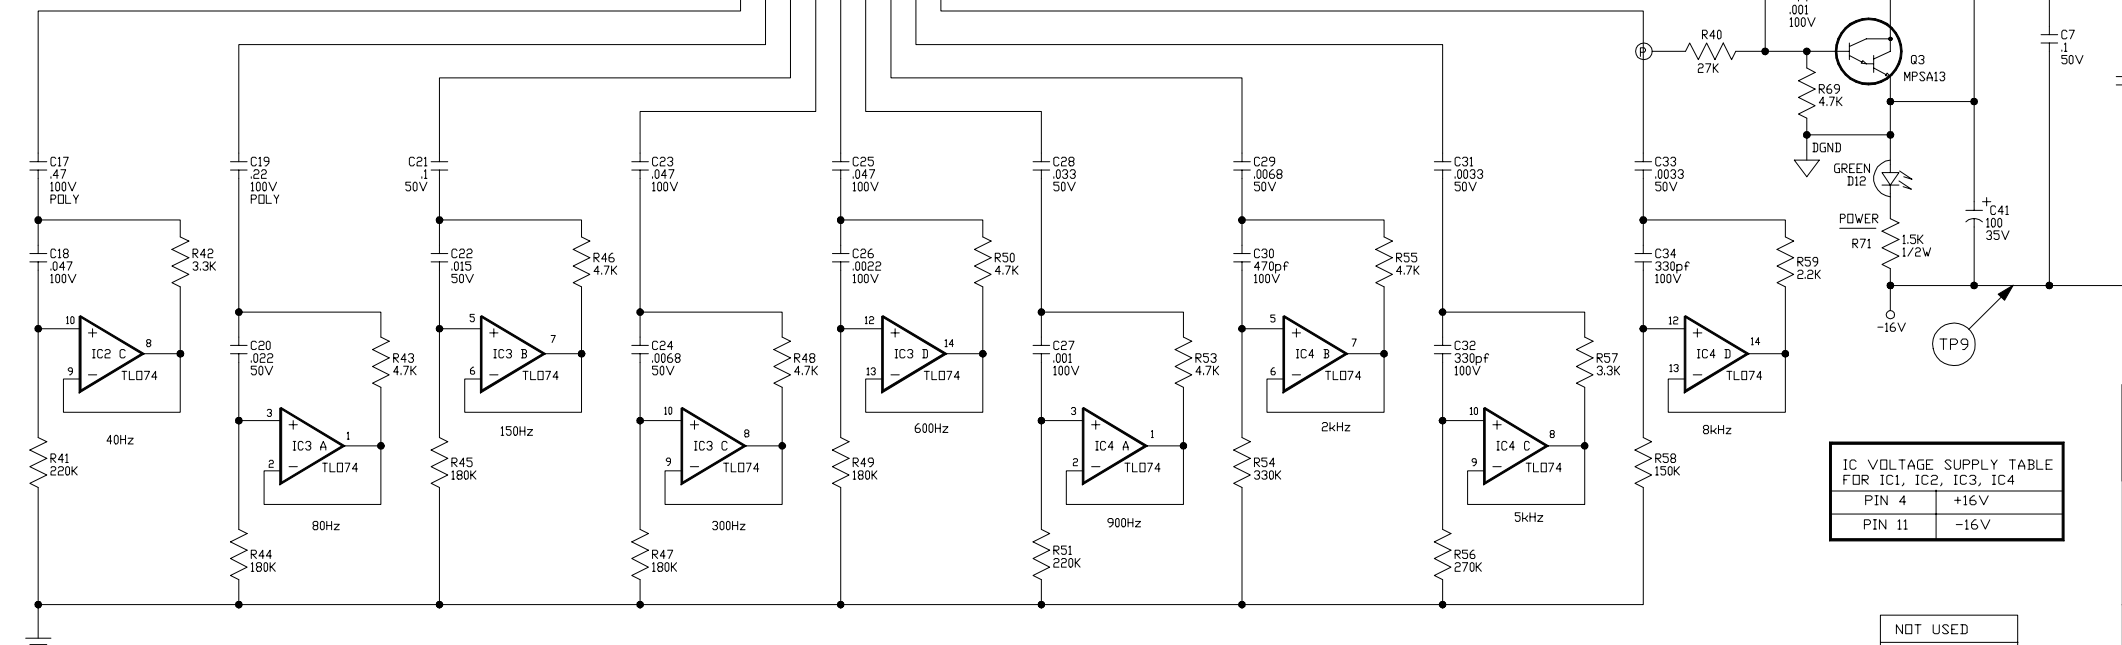 .001
100V
C7
.1
50V
R40
27K
P
Q3
MPSA13
R69
4.7K
DGND
GREEN
D12
POWER
R71
1.5K
1/2W
+
C41
100
35V
-16V
TP9
C17
.47
100V
POLY
C19
.22
100V
POLY
C21
.1
50V
C23
.047
100V
C25
.047
100V
C28
.033
50V
C29
.0068
50V
C31
.0033
50V
C33
.0033
50V
C18
.047
100V
R42
3.3K
C22
.015
50V
R46
4.7K
C26
.0022
100V
R50
4.7K
C30
470pf
100V
R55
4.7K
C34
330pf
100V
R59
2.2K
10
+
IC2 C
8
9
−
TL074
40Hz
5
+
IC3 B
7
6
−
TL074
150Hz
12
+
IC3 D
14
13
−
TL074
600Hz
5
+
IC4 B
7
6
−
TL074
2kHz
12
+
IC4 D
14
13
−
TL074
8kHz
C20
.022
50V
R43
4.7K
C24
.0068
50V
R48
4.7K
C27
.001
100V
R53
4.7K
C32
330pf
100V
R57
3.3K
3
+
IC3 A
1
2
−
TL074
80Hz
10
+
IC3 C
8
9
−
TL074
300Hz
3
+
IC4 A
1
2
−
TL074
900Hz
10
+
IC4 C
8
9
−
TL074
5kHz
R41
220K
R45
180K
R49
180K
R54
330K
R58
150K
R44
180K
R47
180K
R51
220K
R56
270K
IC VOLTAGE SUPPLY TABLE
FOR IC1, IC2, IC3, IC4
PIN 4 +16V
PIN 11 -16V
NOT USED